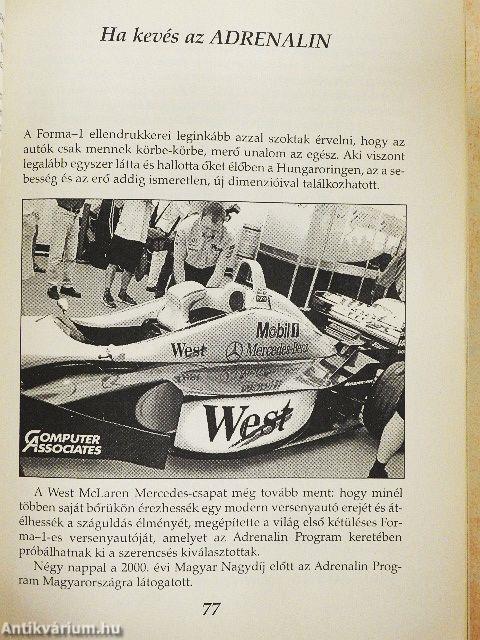 Ha kevés az ADRENALIN
A Forma–1 ellendrukkerei leginkább azzal szoktak érvelni, hogy az
autók csak mennek körbe-körbe, merő unalom az egész. Aki viszont
legalább egyszer látta és hallotta őket élőben a Hungaroringen, az a se-
besség és az erő addig ismeretlen, új dimenzióival találkozhatott.
Mobil 1
West Mercedes-Benz
West
COMPUTER
ASSOCIATES
A West McLaren Mercedes-csapat még tovább ment: hogy minél
többen saját bőrükön érezhessék egy modern versenyautó erejét és át-
élhessék a száguldás élményét, megépítette a világ első kétüléses For-
ma–1-es versenyautóját, amelyet az Adrenalin Program keretében
próbálhatnak ki a szerencsés kiválasztottak.
Négy nappal a 2000. évi Magyar Nagydíj előtt az Adrenalin Prog-
ram Magyarországra látogatott.
77
Antikvárium.hu